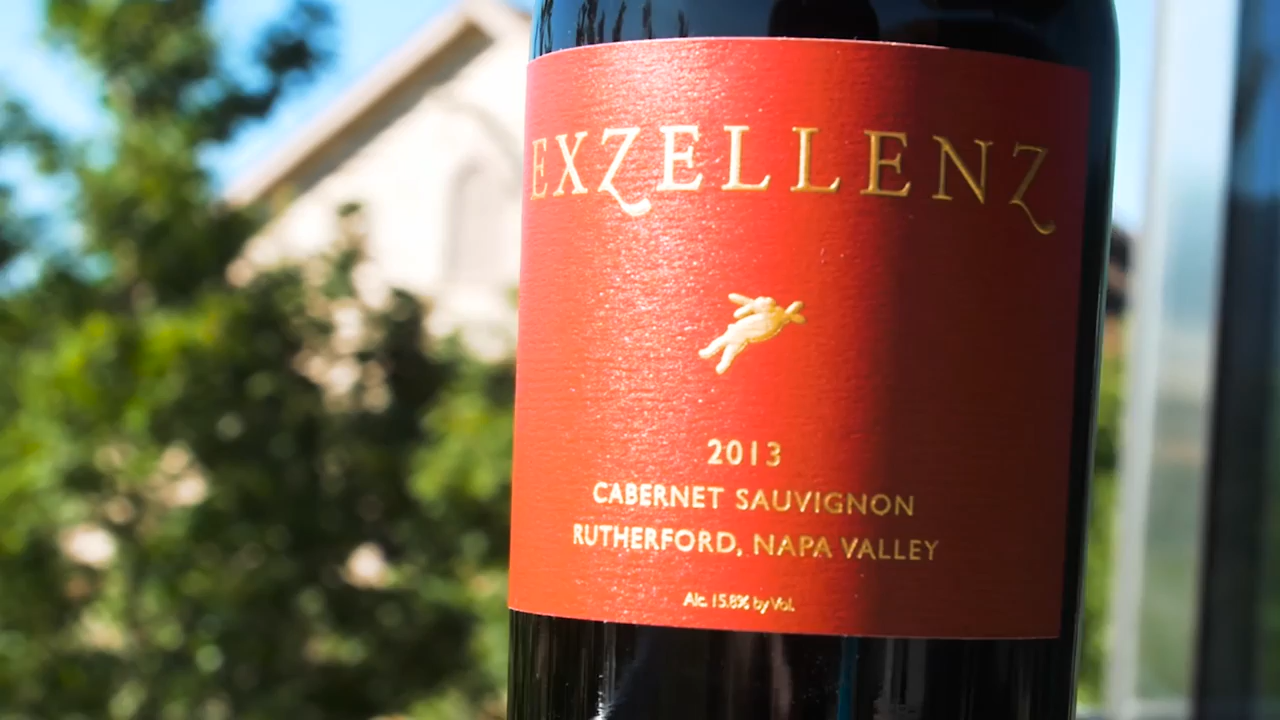 EXZELLENZ
2013
CABERNET SAUVIGNON
RUTHERFORD, NAPA VALLEY
Alc. 15.8% by Vol.